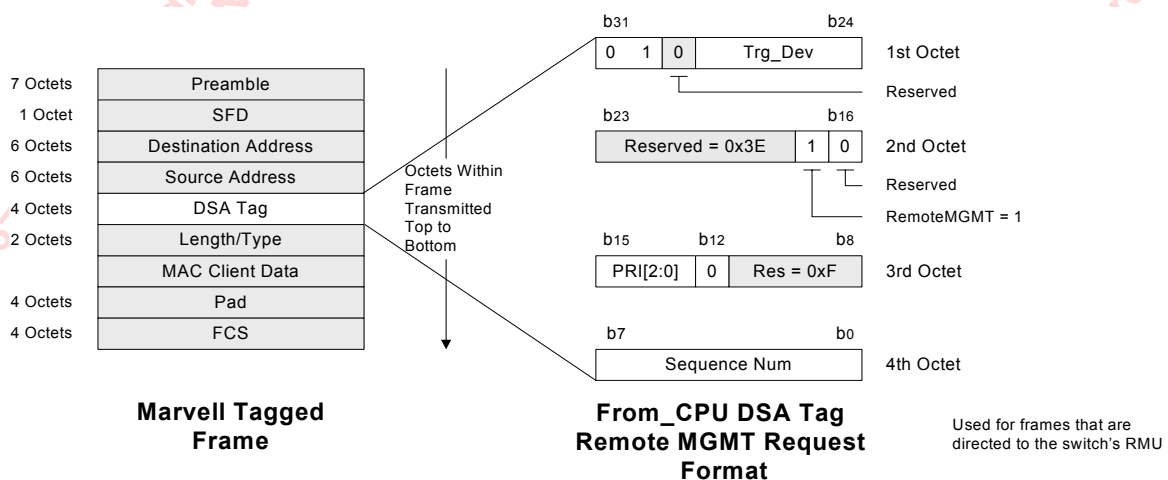 7 Octets Preamble
1 Octet SFD
6 Octets Destination Address
6 Octets Source Address
4 Octets DSA Tag
2 Octets Length/Type
MAC Client Data
4 Octets Pad
4 Octets FCS
Octets Within
Frame
Transmitted
Top to
Bottom
b31 b24
0 1 0 Trg_Dev 1st Octet
Reserved
b23 b16
Reserved = 0x3E 1 0 2nd Octet
Reserved
RemoteMGMT = 1
b15 b12 b8
PRI[2:0] 0 Res = 0xF 3rd Octet
b7 b0
Sequence Num 4th Octet
Marvell Tagged
Frame
From_CPU DSA Tag
Remote MGMT Request
Format
Used for frames that are
directed to the switch's RMU